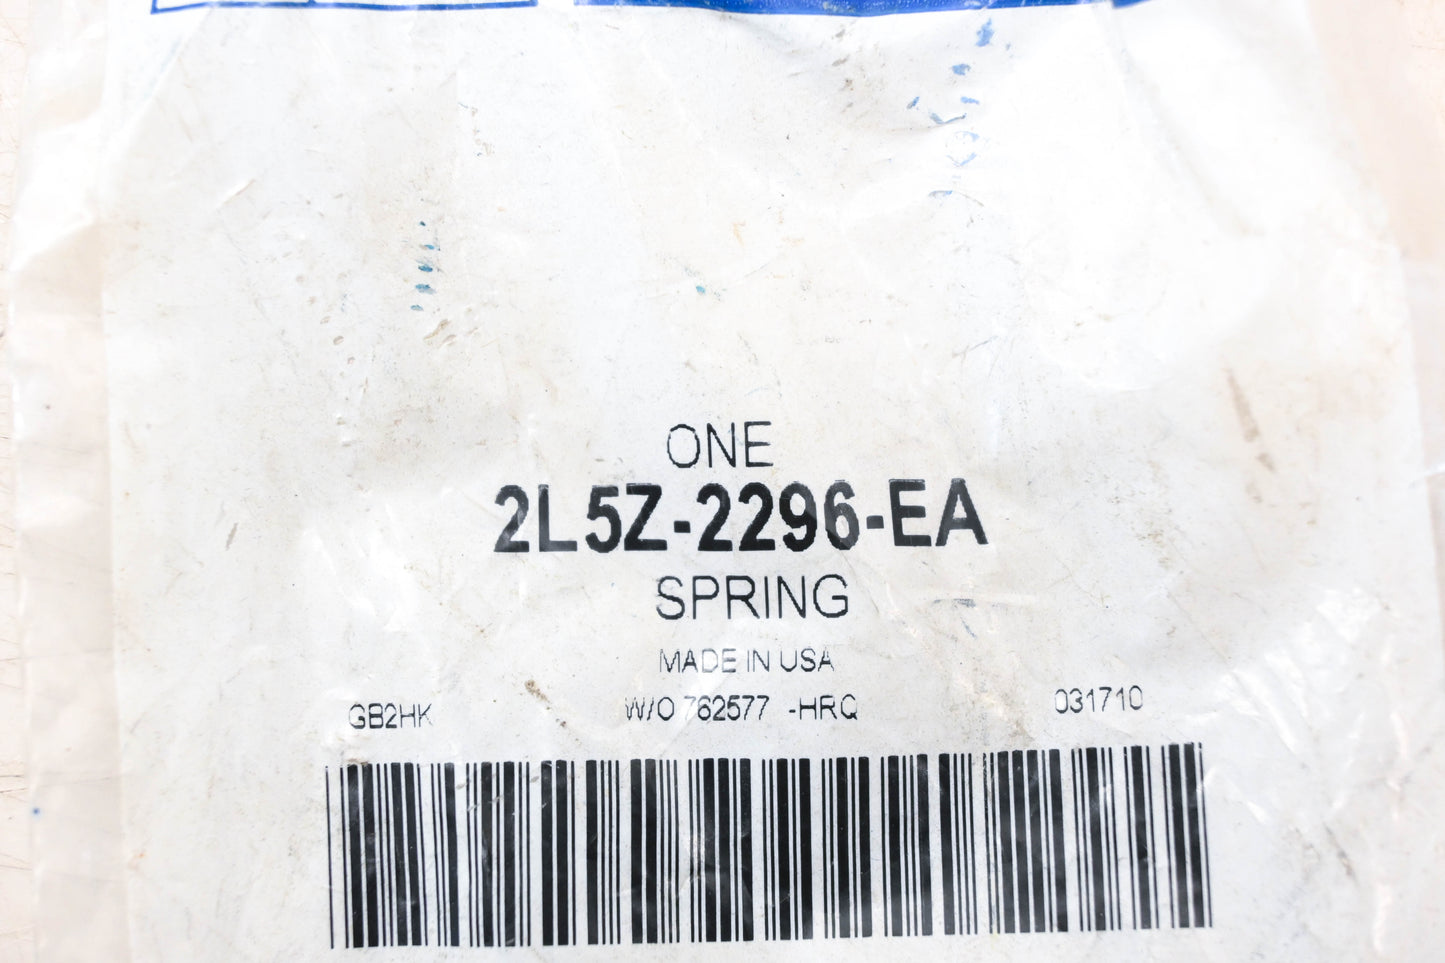 ONE
2L5Z-2296-EA
SPRING
MADE IN USA
GB2HK W/O 762577 -HRQ 031710